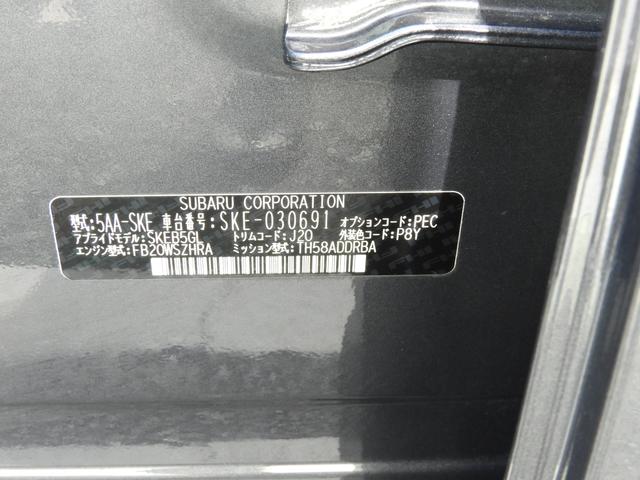 SUBARU CORPORATION
型式:5AA-SKE 車台番号:SKE-030691 オプションコード:PEC
アプライドモデル:SKEB5GL トリムコード:J20 外装色コード:P8Y
エンジン型式:FB20WSZHRA ミッション型式:TH58ADDRBA